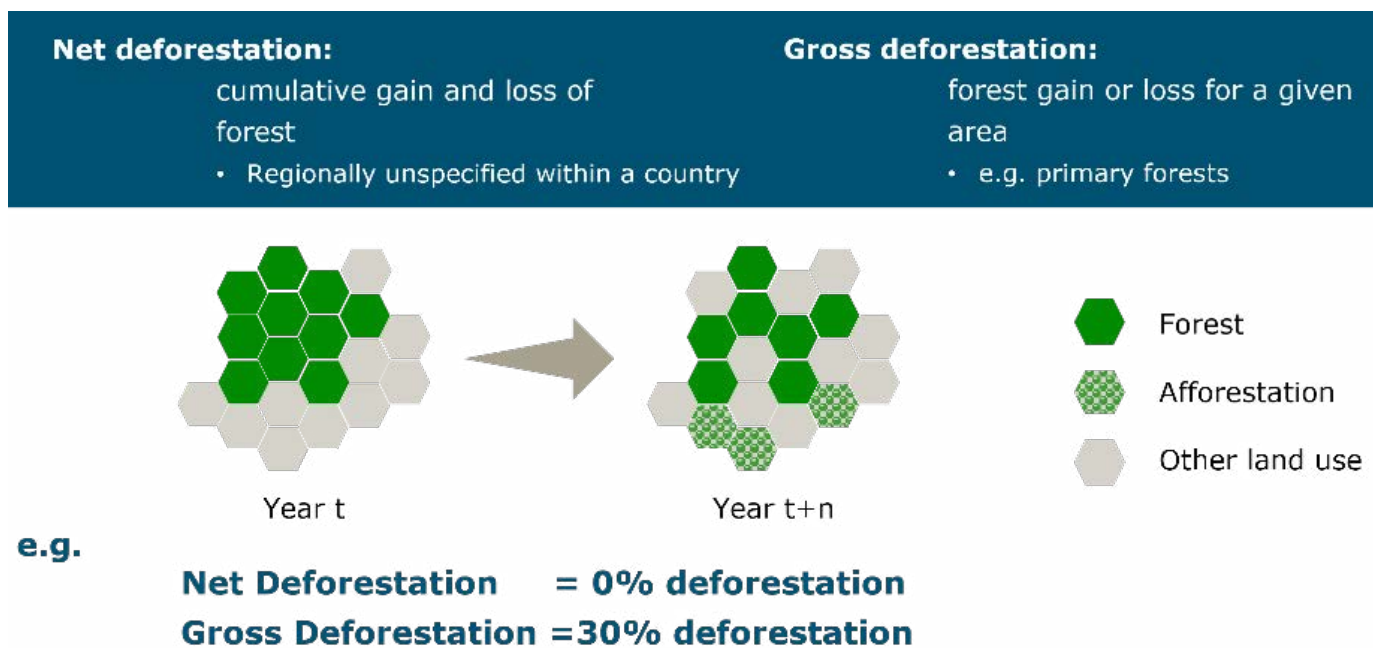 Net deforestation:
cumulative gain and loss of
forest
• Regionally unspecified within a country
Gross deforestation:
forest gain or loss for a given
area
• e.g. primary forests
Forest
Afforestation
Other land use
Year t
Year t+n
e.g.
Net Deforestation = 0% deforestation
Gross Deforestation =30% deforestation